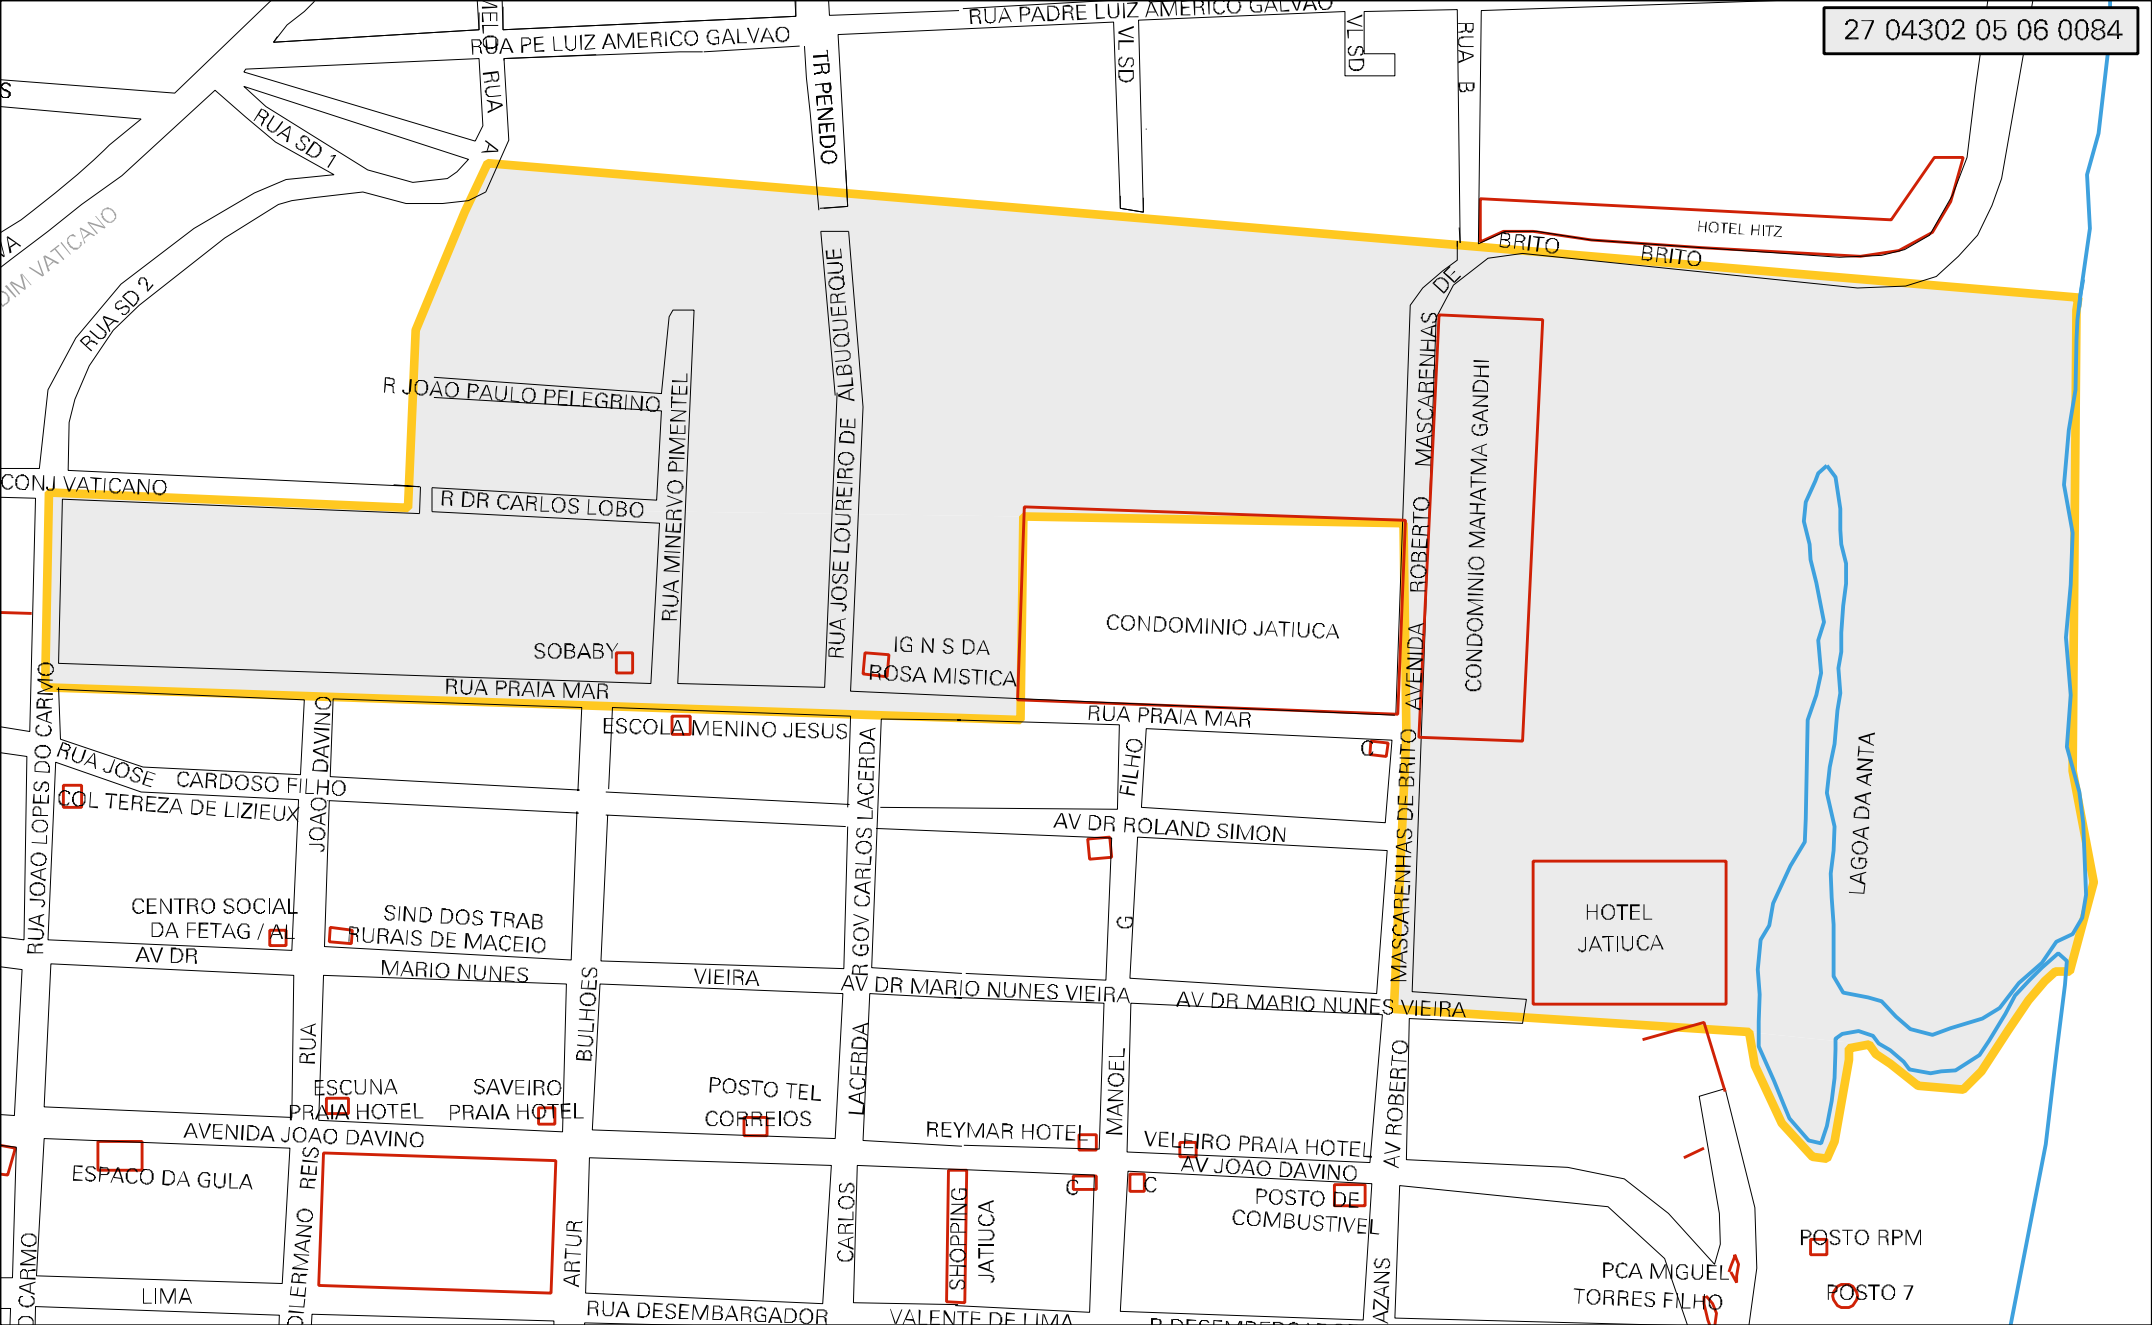 RUA PADRE LUIZ AMERICO GALVAO
27 04302 05 06 0084
MELO RUA A
RUA PE LUIZ AMERICO GALVAO
TR PENEDO
VL SD
VL SD
RUA B
S
RUA SD 1
DIM VATICANO
RUA SD 2
HOTEL HITZ
BRITO
BRITO
DE
MASCARENHAS
ROBERTO
AVENIDA
CONDOMINIO MAHATMA GANDHI
R JOAO PAULO PELEGRINO
RUA MINERVO PIMENTEL
RUA JOSE LOUREIRO DE ALBUQUERQUE
CONJ VATICANO
R DR CARLOS LOBO
CONDOMINIO JATIUCA
SOBABY
IG N S DA
ROSA MISTICA
RUA PRAIA MAR
RUA PRAIA MAR
ESCOLA MENINO JESUS
RUA JOAO LOPES DO CARMO
RUA JOSE CARDOSO FILHO
COL TEREZA DE LIZIEUX
JOAO DAVINO
R GOV CARLOS LACERDA
FILHO
C
AV DR ROLAND SIMON
MASCARENHAS DE BRITO
LAGOA DA ANTA
HOTEL
JATIUCA
CENTRO SOCIAL
DA FETAG / AL
SIND DOS TRAB
RURAIS DE MACEIO
G
AV DR
MARIO NUNES
VIEIRA
AV DR MARIO NUNES VIEIRA
AV DR MARIO NUNES VIEIRA
BULHOES
RUA
LACERDA
MANOEL
AV ROBERTO
ESCUNA
PRAIA HOTEL
SAVEIRO
PRAIA HOTEL
POSTO TEL
CORREIOS
REYMAR HOTEL
VELEIRO PRAIA HOTEL
AVENIDA JOAO DAVINO
AV JOAO DAVINO
ESPACO DA GULA
DILERMANO REIS
ARTUR
CARLOS
SHOPPING
JATIUCA
C
C
POSTO DE
COMBUSTIVEL
AZANS
POSTO RPM
PCA MIGUEL
TORRES FILHO
POSTO 7
O CARMO
LIMA
RUA DESEMBARGADOR
VALENTE DE LIMA